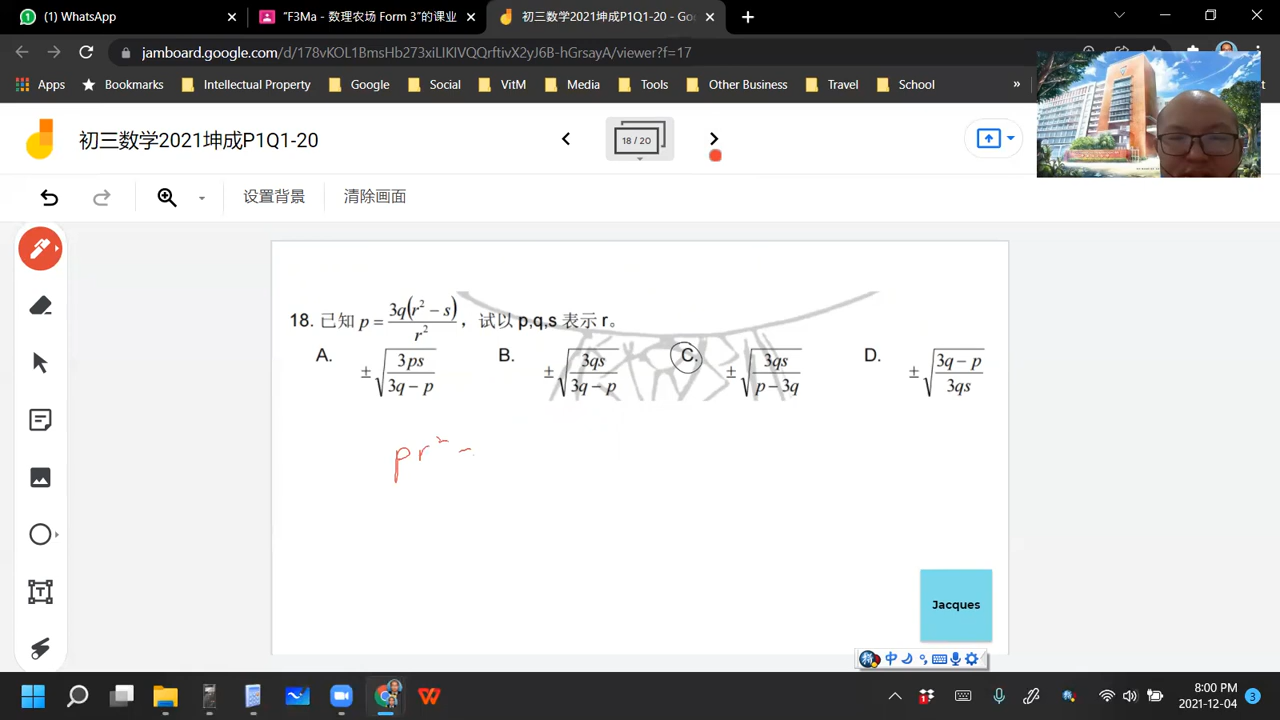 (1) WhatsApp
"F3Ma - 数理农场 Form 3"的课业
初三数学2021坤成P1Q1-20 - Goo
jamboard.google.com/d/178vKOL1BmsHb273xiLIKIVOQrftivX2yJ6B-hGrsayA/viewer?f=17
Apps Bookmarks Intellectual Property Google Social VitM Media Tools Other Business Travel School »
初三数学2021坤成P1Q1-20
18 / 20
设置背景 清除画面
18. 已知 p = 3q(r² − s) / r² ，试以 p,q,s 表示 r。
A. ± √(3ps / (3q − p)) B. ± √(3qs / (3q − p)) C. ± √(3qs / (p − 3q)) D. ± √((3q − p) / 3qs)
pr² -
Jacques
中
8:00 PM
2021-12-04
3